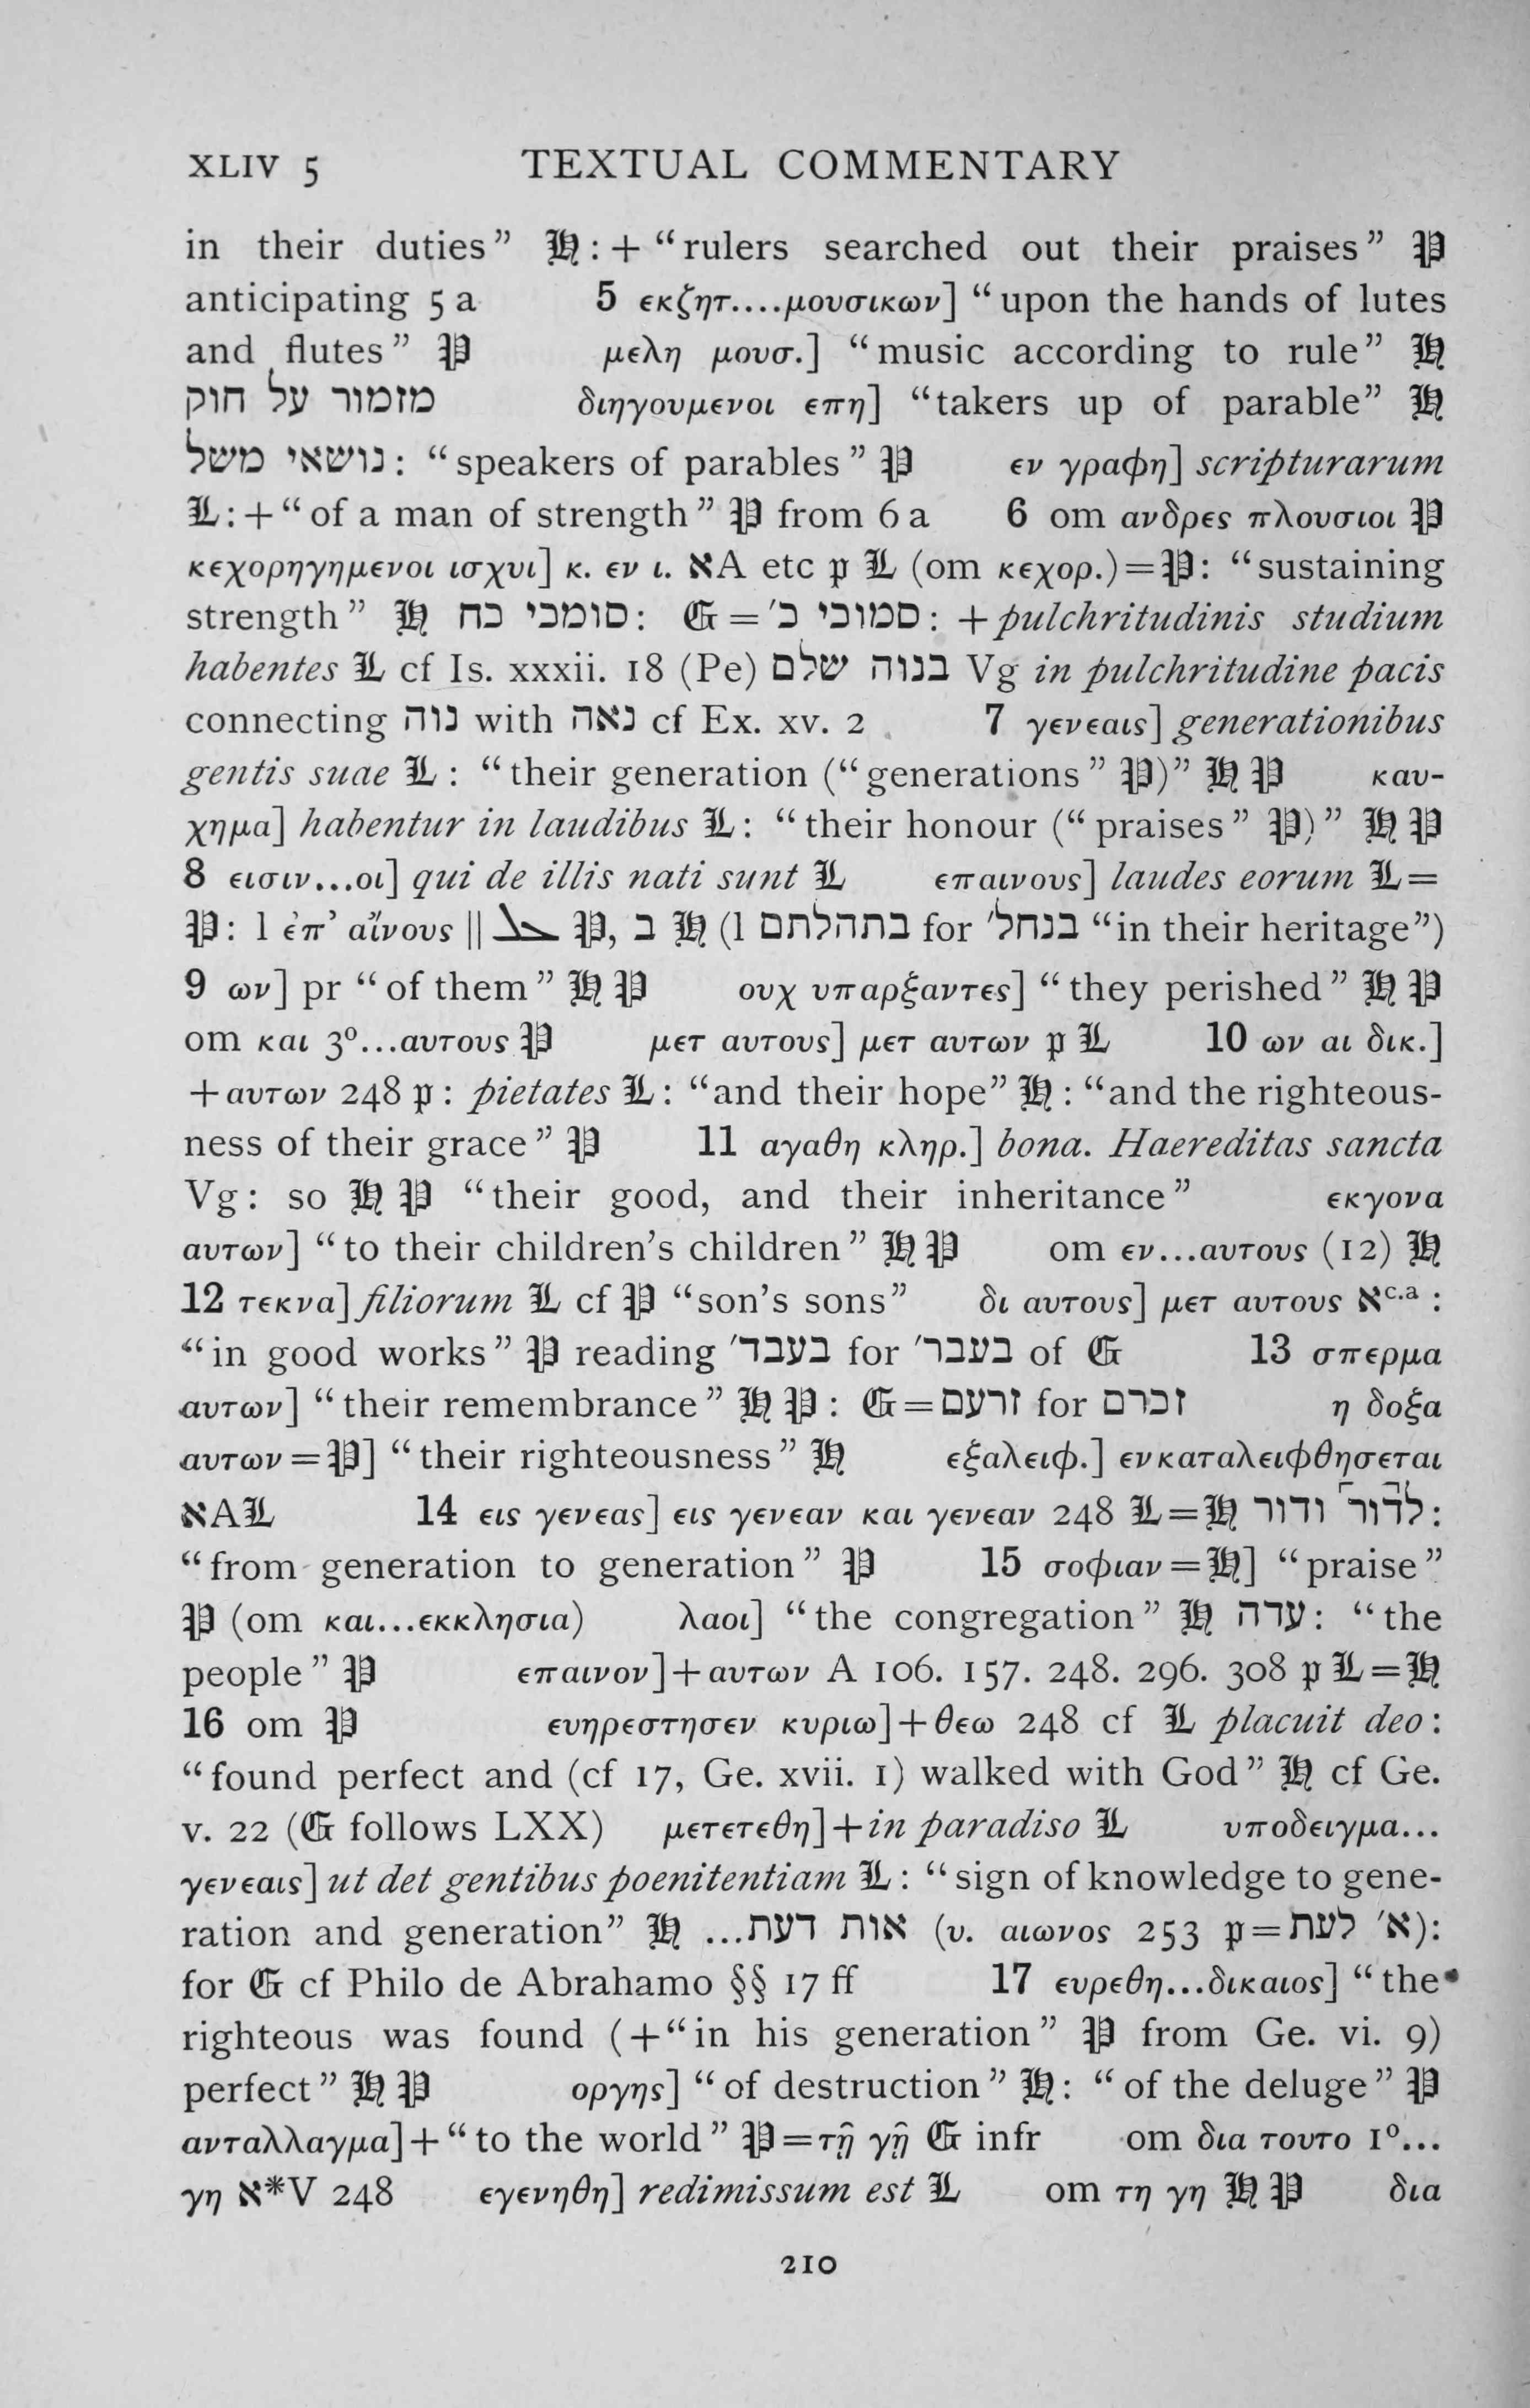 XLIV 5 TEXTUAL COMMENTARY
in their duties” ℌ: + “rulers searched out their praises” 𝔓
anticipating 5 a 5 εκζητ....μουσικων] “upon the hands of lutes
and flutes” 𝔓 μελη μουσ.] “music according to rule” ℌ
מזמור על חוק διηγουμενοι επη] “takers up of parable” ℌ
נושאי משל: “speakers of parables” 𝔓 εν γραφη] scripturarum
𝕷: + “of a man of strength” 𝔓 from 6 a 6 om ανδρες πλουσιοι 𝔓
κεχορηγημενοι ισχυι] κ. εν ι. אA etc 𝔭 𝕷 (om κεχορ.) = 𝔓: “sustaining
strength” ℌ סומכי כח: 𝔊 = סמוכי כ׳: + pulchritudinis studium
habentes 𝕷 cf Is. xxxii. 18 (Pe) בנוה שלם Vg in pulchritudine pacis
connecting נוה with נאה cf Ex. xv. 2 7 γενεαις] generationibus
gentis suae 𝕷 : “their generation (“generations” 𝔓)” ℌ 𝔓 καυ-
χημα] habentur in laudibus 𝕷: “their honour (“praises” 𝔓)” ℌ 𝔓
8 εισιν...οι] qui de illis nati sunt 𝕷 επαινους] laudes eorum 𝕷 =
𝔓: l ἐπ’ αἴνους || ܥܠ 𝔓, ב ℌ (l בתהלתם for בנחל׳ “in their heritage”)
9 ων] pr “of them” ℌ 𝔓 ουχ υπαρξαντες] “they perished” ℌ 𝔓
om και 3⁰...αυτους 𝔓 μετ αυτους] μετ αυτων 𝔭 𝕷 10 ων αι δικ.]
+ αυτων 248 𝔭 : pietates 𝕷: “and their hope” ℌ : “and the righteous-
ness of their grace” 𝔓 11 αγαθη κληρ.] bona. Haereditas sancta
Vg: so ℌ 𝔓 “their good, and their inheritance” εκγονα
αυτων] “to their children’s children” ℌ 𝔓 om εν...αυτους (12) ℌ
12 τεκνα] filiorum 𝕷 cf 𝔓 “son’s sons” δι αυτους] μετ αυτους אᶜ·ᵃ :
“in good works” 𝔓 reading בעבד׳ for בעבר׳ of 𝔊 13 σπερμα
αυτων] “their remembrance” ℌ 𝔓 : 𝔊 = זרעם for זכרם η δοξα
αυτων = 𝔓] “their righteousness” ℌ εξαλειφ.] ενκαταλειφθησεται
אA𝕷 14 εις γενεας] εις γενεαν και γενεαν 248 𝕷 = ℌ לדור ודור:
“from generation to generation” 𝔓 15 σοφιαν = ℌ] “praise”
𝔓 (om και...εκκλησια) λαοι] “the congregation” ℌ עדה: “the
people” 𝔓 επαινον] + αυτων A 106. 157. 248. 296. 308 𝔭 𝕷 = ℌ
16 om 𝔓 ευηρεστησεν κυριω] + θεω 248 cf 𝕷 placuit deo:
“found perfect and (cf 17, Ge. xvii. 1) walked with God” ℌ cf Ge.
v. 22 (𝔊 follows LXX) μετετεθη] + in paradiso 𝕷 υποδειγμα...
γενεαις] ut det gentibus poenitentiam 𝕷 : “sign of knowledge to gene-
ration and generation” ℌ אות דעת... (υ. αιωνος 253 𝔭 = א׳ לעת):
for 𝔊 cf Philo de Abrahamo §§ 17 ff 17 ευρεθη...δικαιος] “the
righteous was found (+ “in his generation” 𝔓 from Ge. vi. 9)
perfect” ℌ 𝔓 οργης] “of destruction” ℌ: “of the deluge” 𝔓
ανταλλαγμα] + “to the world” 𝔓 = τῇ γῇ 𝔊 infr om δια τουτο 1⁰...
γη א*V 248 εγενηθη] redimissum est 𝕷 om τη γη ℌ 𝔓 δια
210